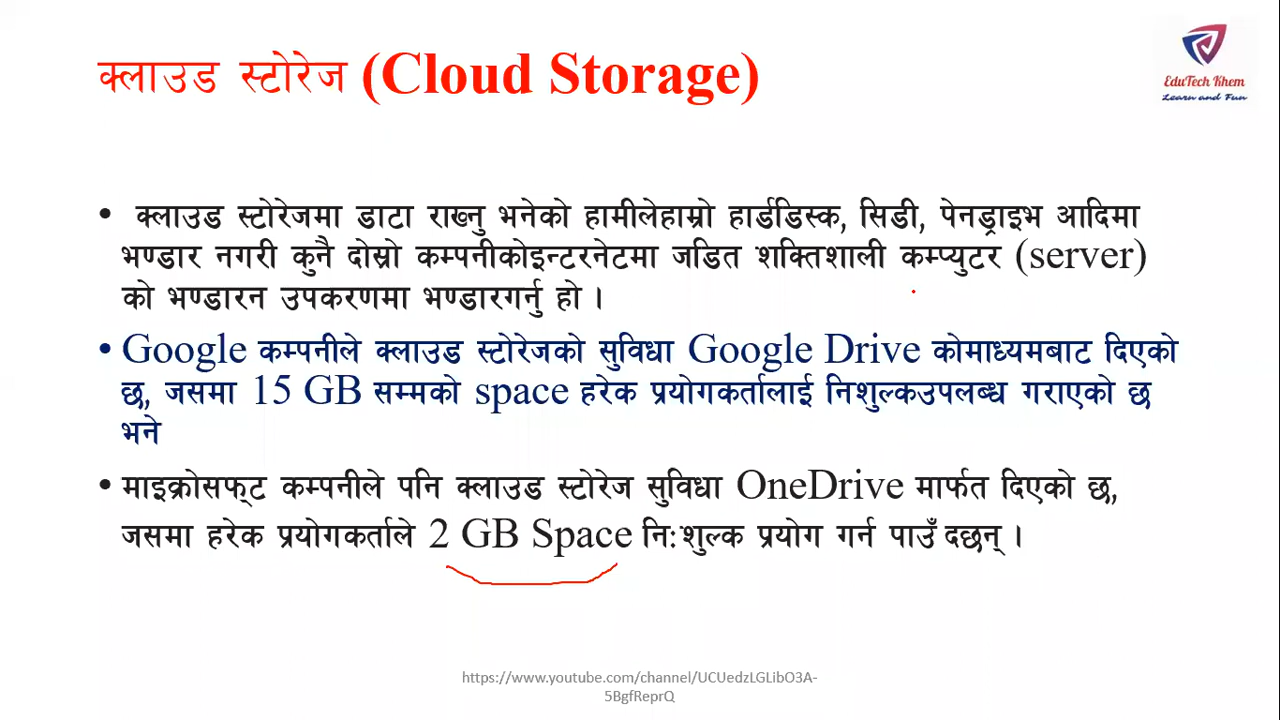 क्लाउड स्टोरेज (Cloud Storage)
EduTech Khem
Learn and Fun
• क्लाउड स्टोरेजमा डाटा राख्नु भनेको हामीलेहाम्रो हार्डडिस्क, सिडी, पेनड्राइभ आदिमा
भण्डार नगरी कुनै दोस्रो कम्पनीकोइन्टरनेटमा जडित शक्तिशाली कम्प्युटर (server)
को भण्डारन उपकरणमा भण्डारगर्नु हो ।
• Google कम्पनीले क्लाउड स्टोरेजको सुविधा Google Drive कोमाध्यमबाट दिएको
छ, जसमा 15 GB सम्मको space हरेक प्रयोगकर्तालाई निशुल्कउपलब्ध गराएको छ
भने
• माइक्रोसफ्ट कम्पनीले पनि क्लाउड स्टोरेज सुविधा OneDrive मार्फत दिएको छ,
जसमा हरेक प्रयोगकर्ताले 2 GB Space नि:शुल्क प्रयोग गर्न पाउँ दछन् ।
https://www.youtube.com/channel/UCUedzLGLibO3A-
5BgfReprQ